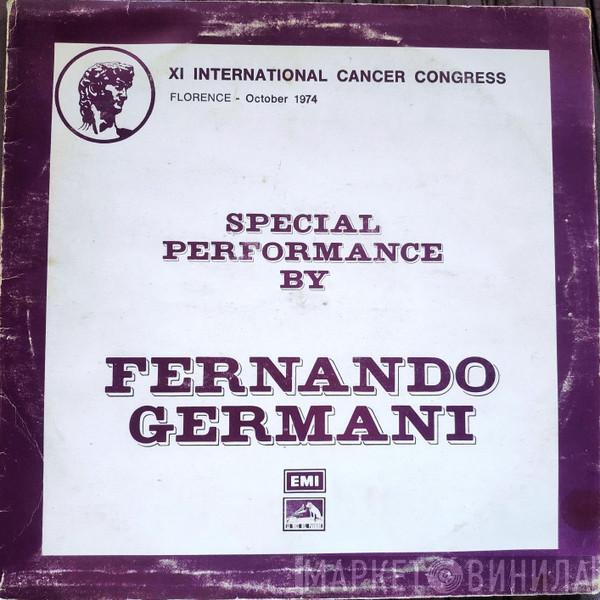 XI INTERNATIONAL CANCER CONGRESS
FLORENCE - October 1974
SPECIAL
PERFORMANCE
BY
FERNANDO
GERMANI
EMI
МАРКЕТ ВИНИЛА